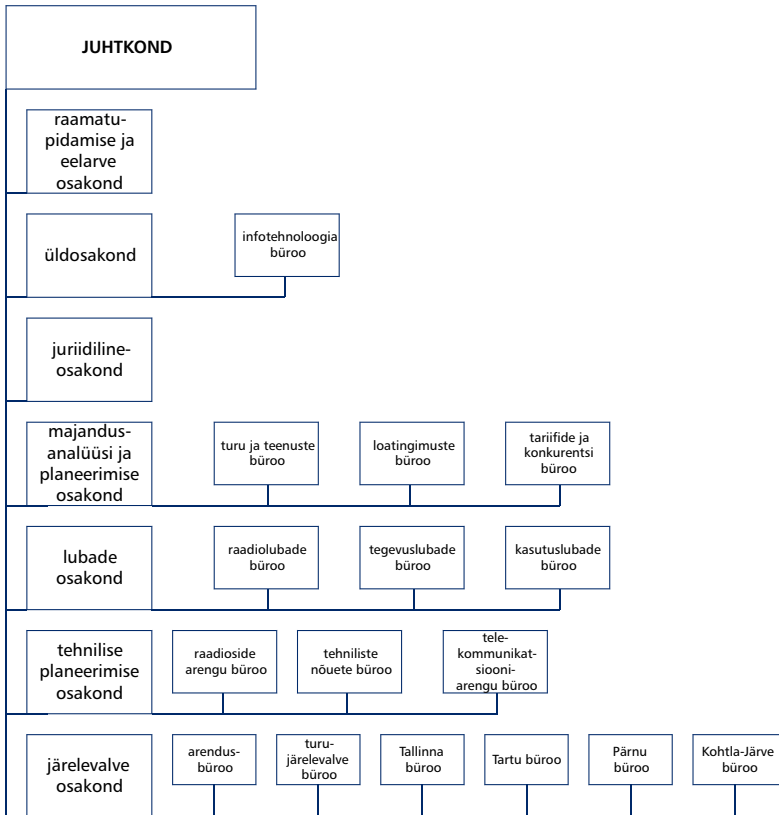 JUHTKOND
raamatu-
pidamise ja
eelarve
osakond
üldosakond
infotehnoloogia
büroo
juriidiline-
osakond
majandus-
analüüsi ja
planeerimise
osakond
turu ja teenuste
büroo
loatingimuste
büroo
tariifide ja
konkurentsi
büroo
lubade
osakond
raadiolubade
büroo
tegevuslubade
büroo
kasutuslubade
büroo
tehnilise
planeerimise
osakond
raadioside
arengu büroo
tehniliste
nõuete büroo
tele-
kommunikat-
siooni-
arengu büroo
järelevalve
osakond
arendus-
büroo
turu-
järelevalve
büroo
Tallinna
büroo
Tartu büroo
Pärnu
büroo
Kohtla-Järve
büroo